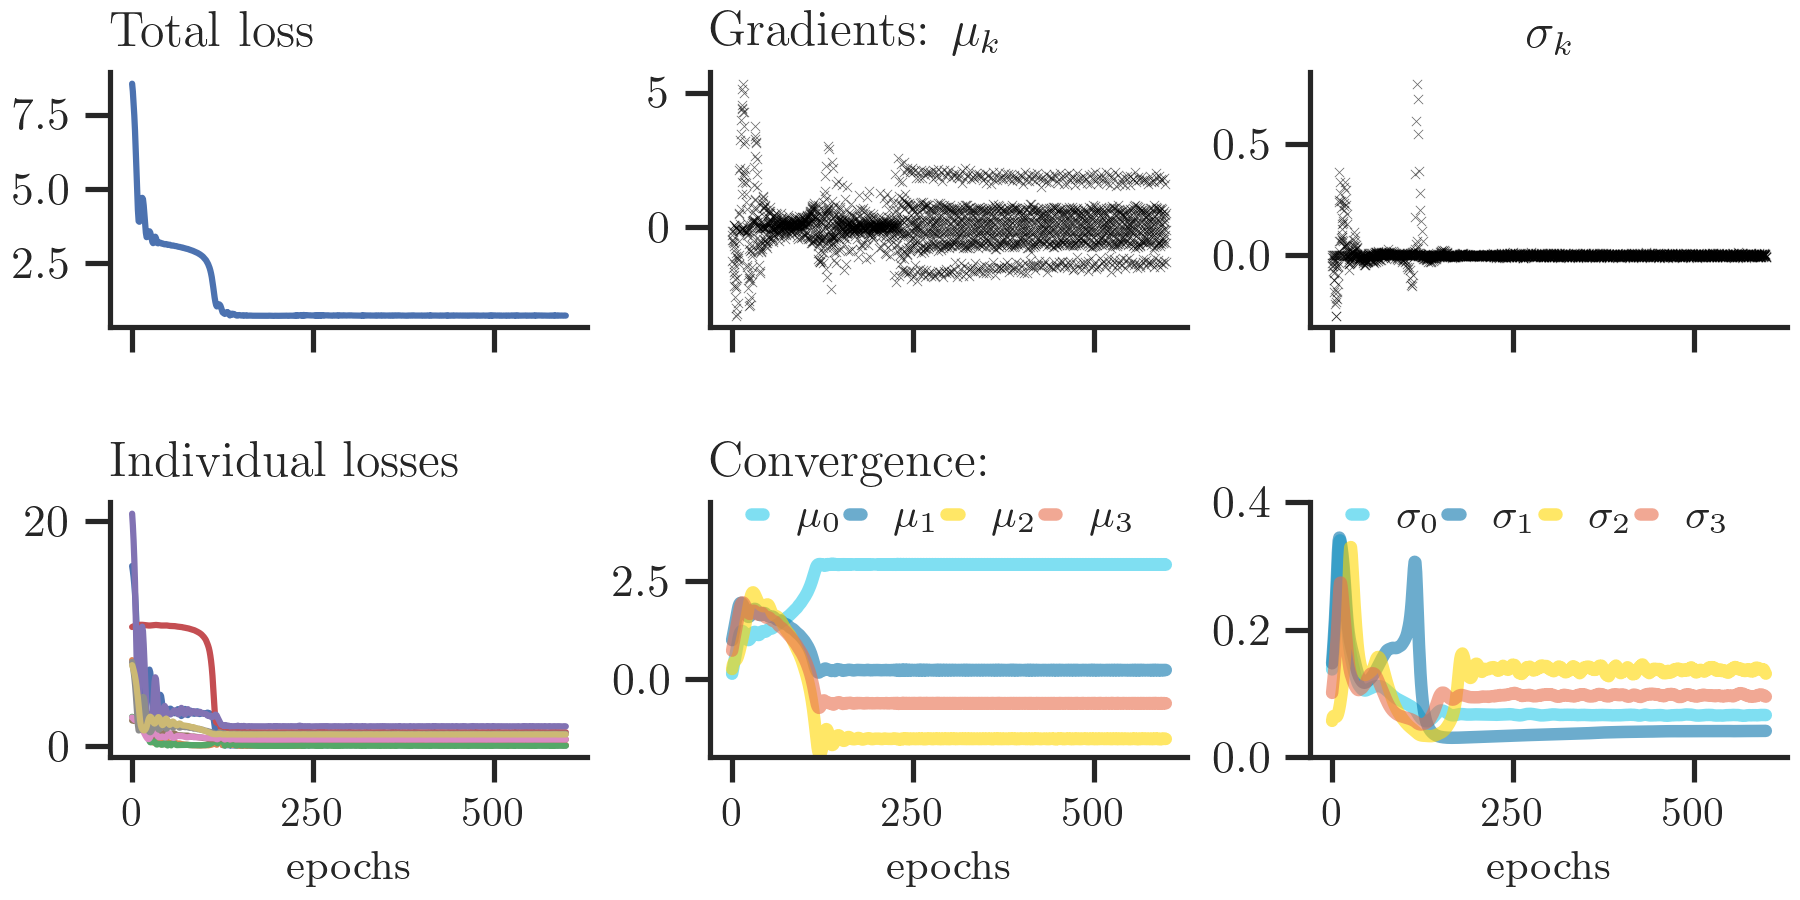 Total loss
7.5
5.0
2.5
Gradients: μk
5
0
σk
0.5
0.0
Individual losses
20
0
0 250 500
epochs
Convergence:
μ0 μ1 μ2 μ3
2.5
0.0
0 250 500
epochs
0.4
σ0 σ1 σ2 σ3
0.2
0.0
0 250 500
epochs